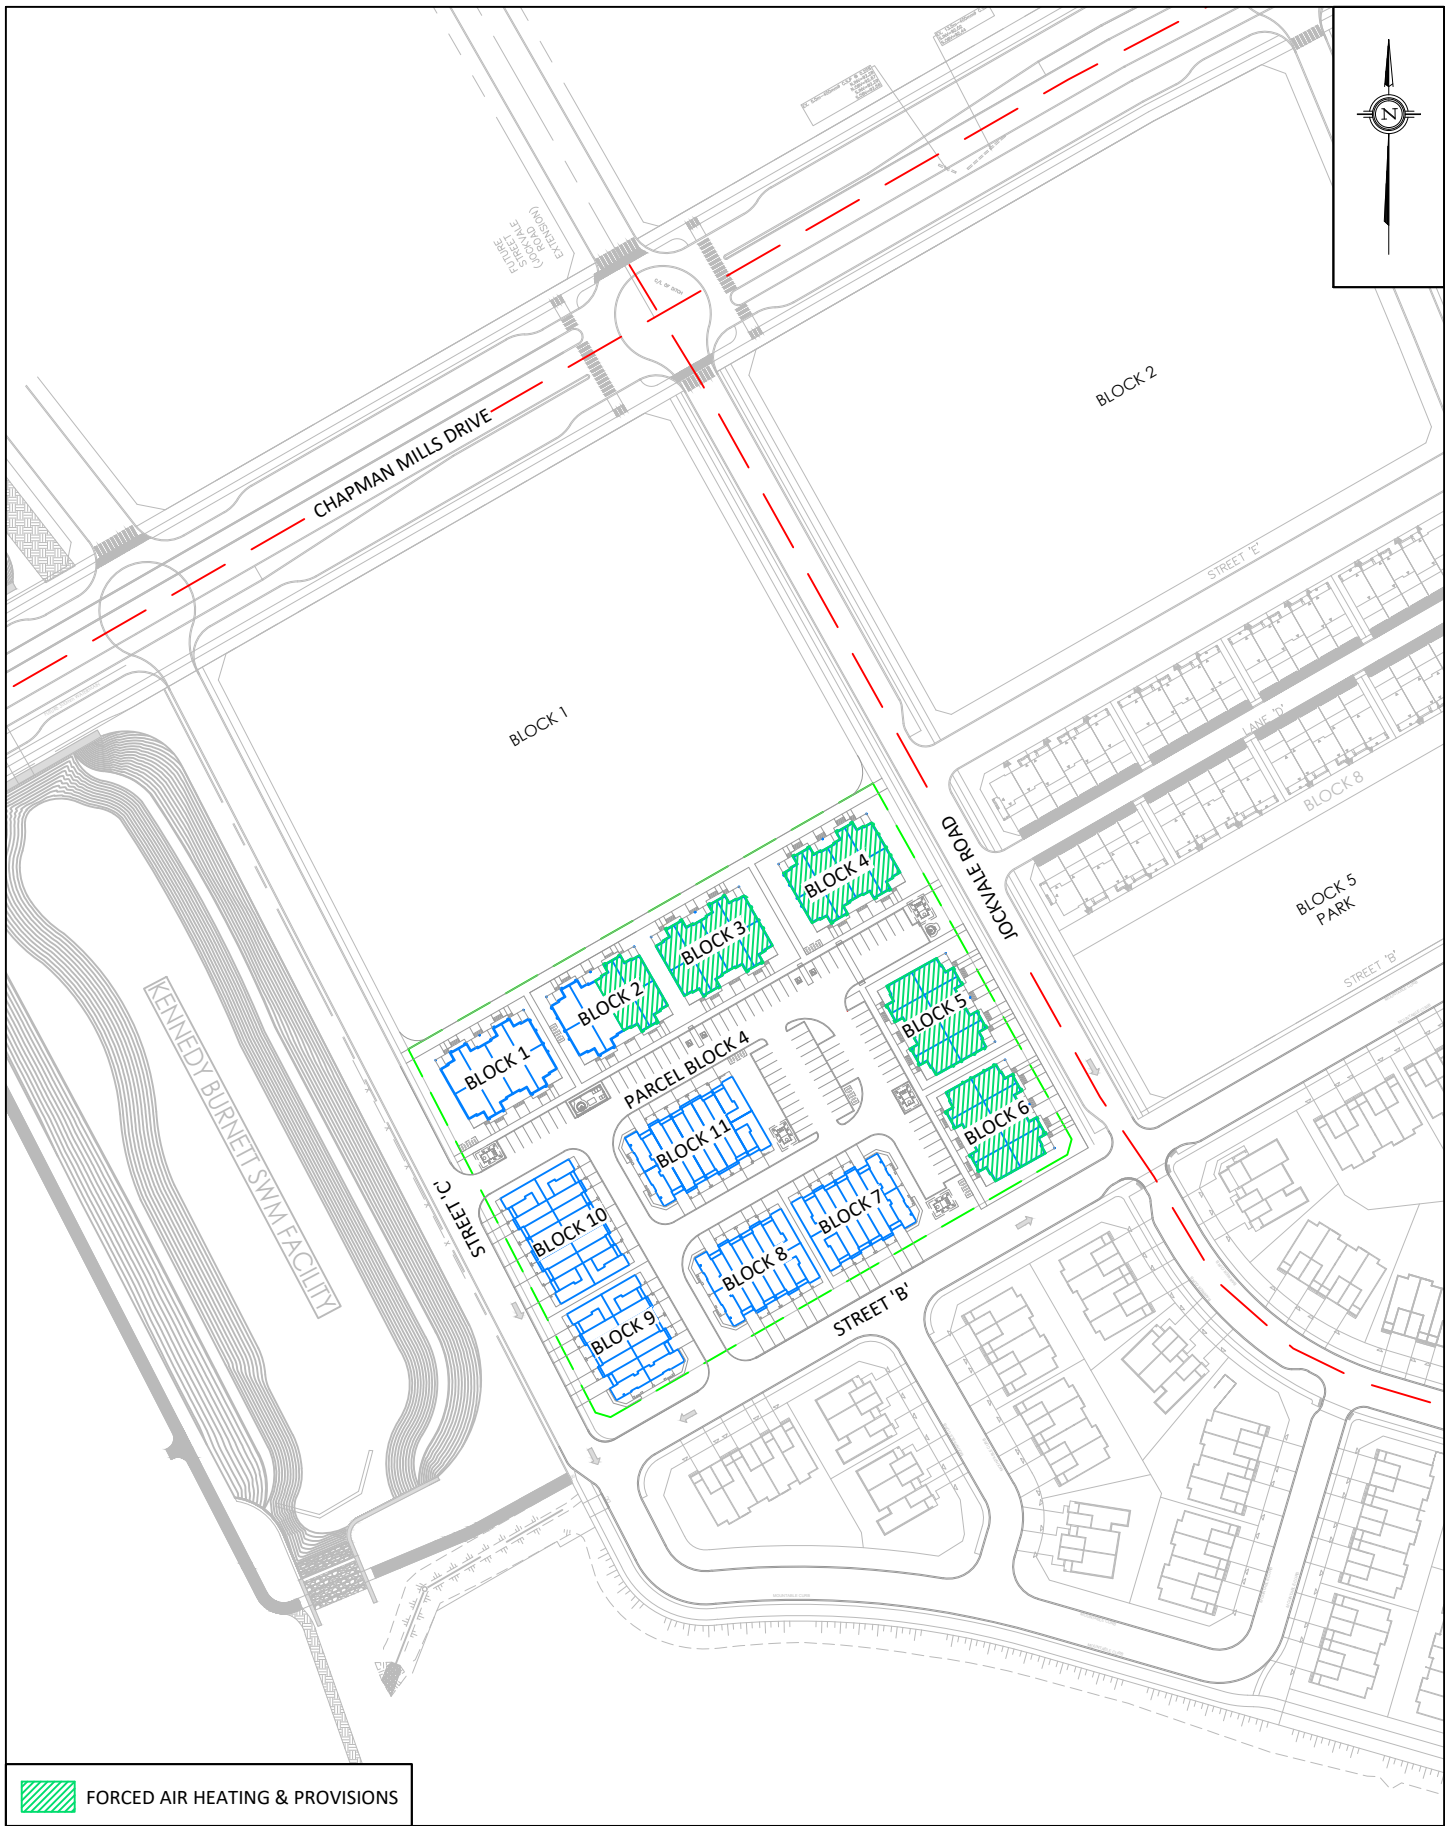 N
FUTURE
STREET
(JOCKVALE
ROAD
EXTENSION)
BLOCK 2
CHAPMAN MILLS DRIVE
STREET 'E'
BLOCK 1
LANE 'D'
BLOCK 8
JOCKVALE ROAD
BLOCK 5
PARK
STREET 'B'
BLOCK 4
BLOCK 3
BLOCK 2
BLOCK 1
BLOCK 5
BLOCK 6
PARCEL BLOCK 4
BLOCK 11
BLOCK 10
BLOCK 7
BLOCK 8
BLOCK 9
STREET 'C'
STREET 'B'
KENNEDY BURNETT SWM FACILITY
FORCED AIR HEATING & PROVISIONS